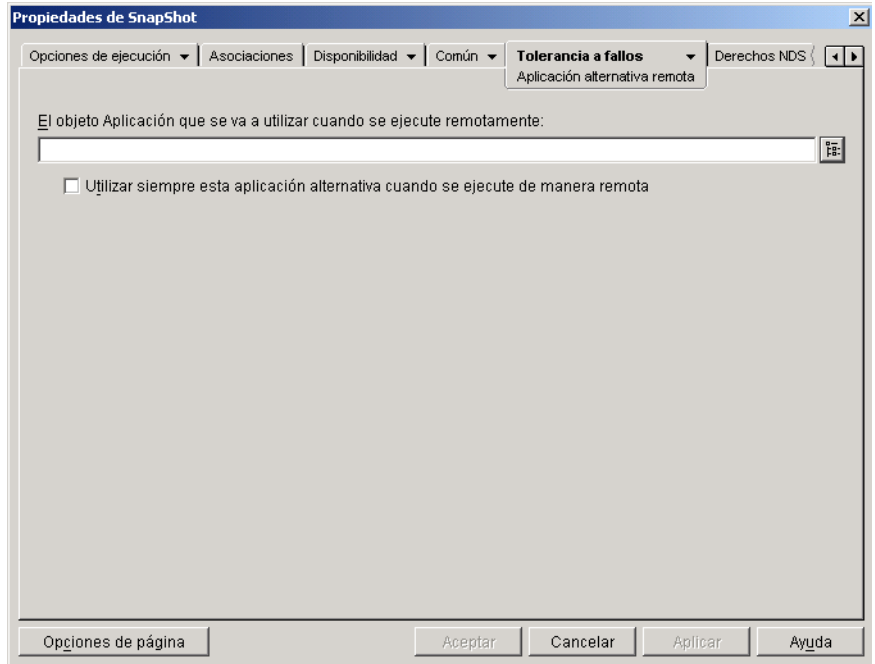 Propiedades de SnapShot
Opciones de ejecución Asociaciones Disponibilidad Común Tolerancia a fallos Derechos NDS
Aplicación alternativa remota
El objeto Aplicación que se va a utilizar cuando se ejecute remotamente:
Utilizar siempre esta aplicación alternativa cuando se ejecute de manera remota
Opciones de página Aceptar Cancelar Aplicar Ayuda